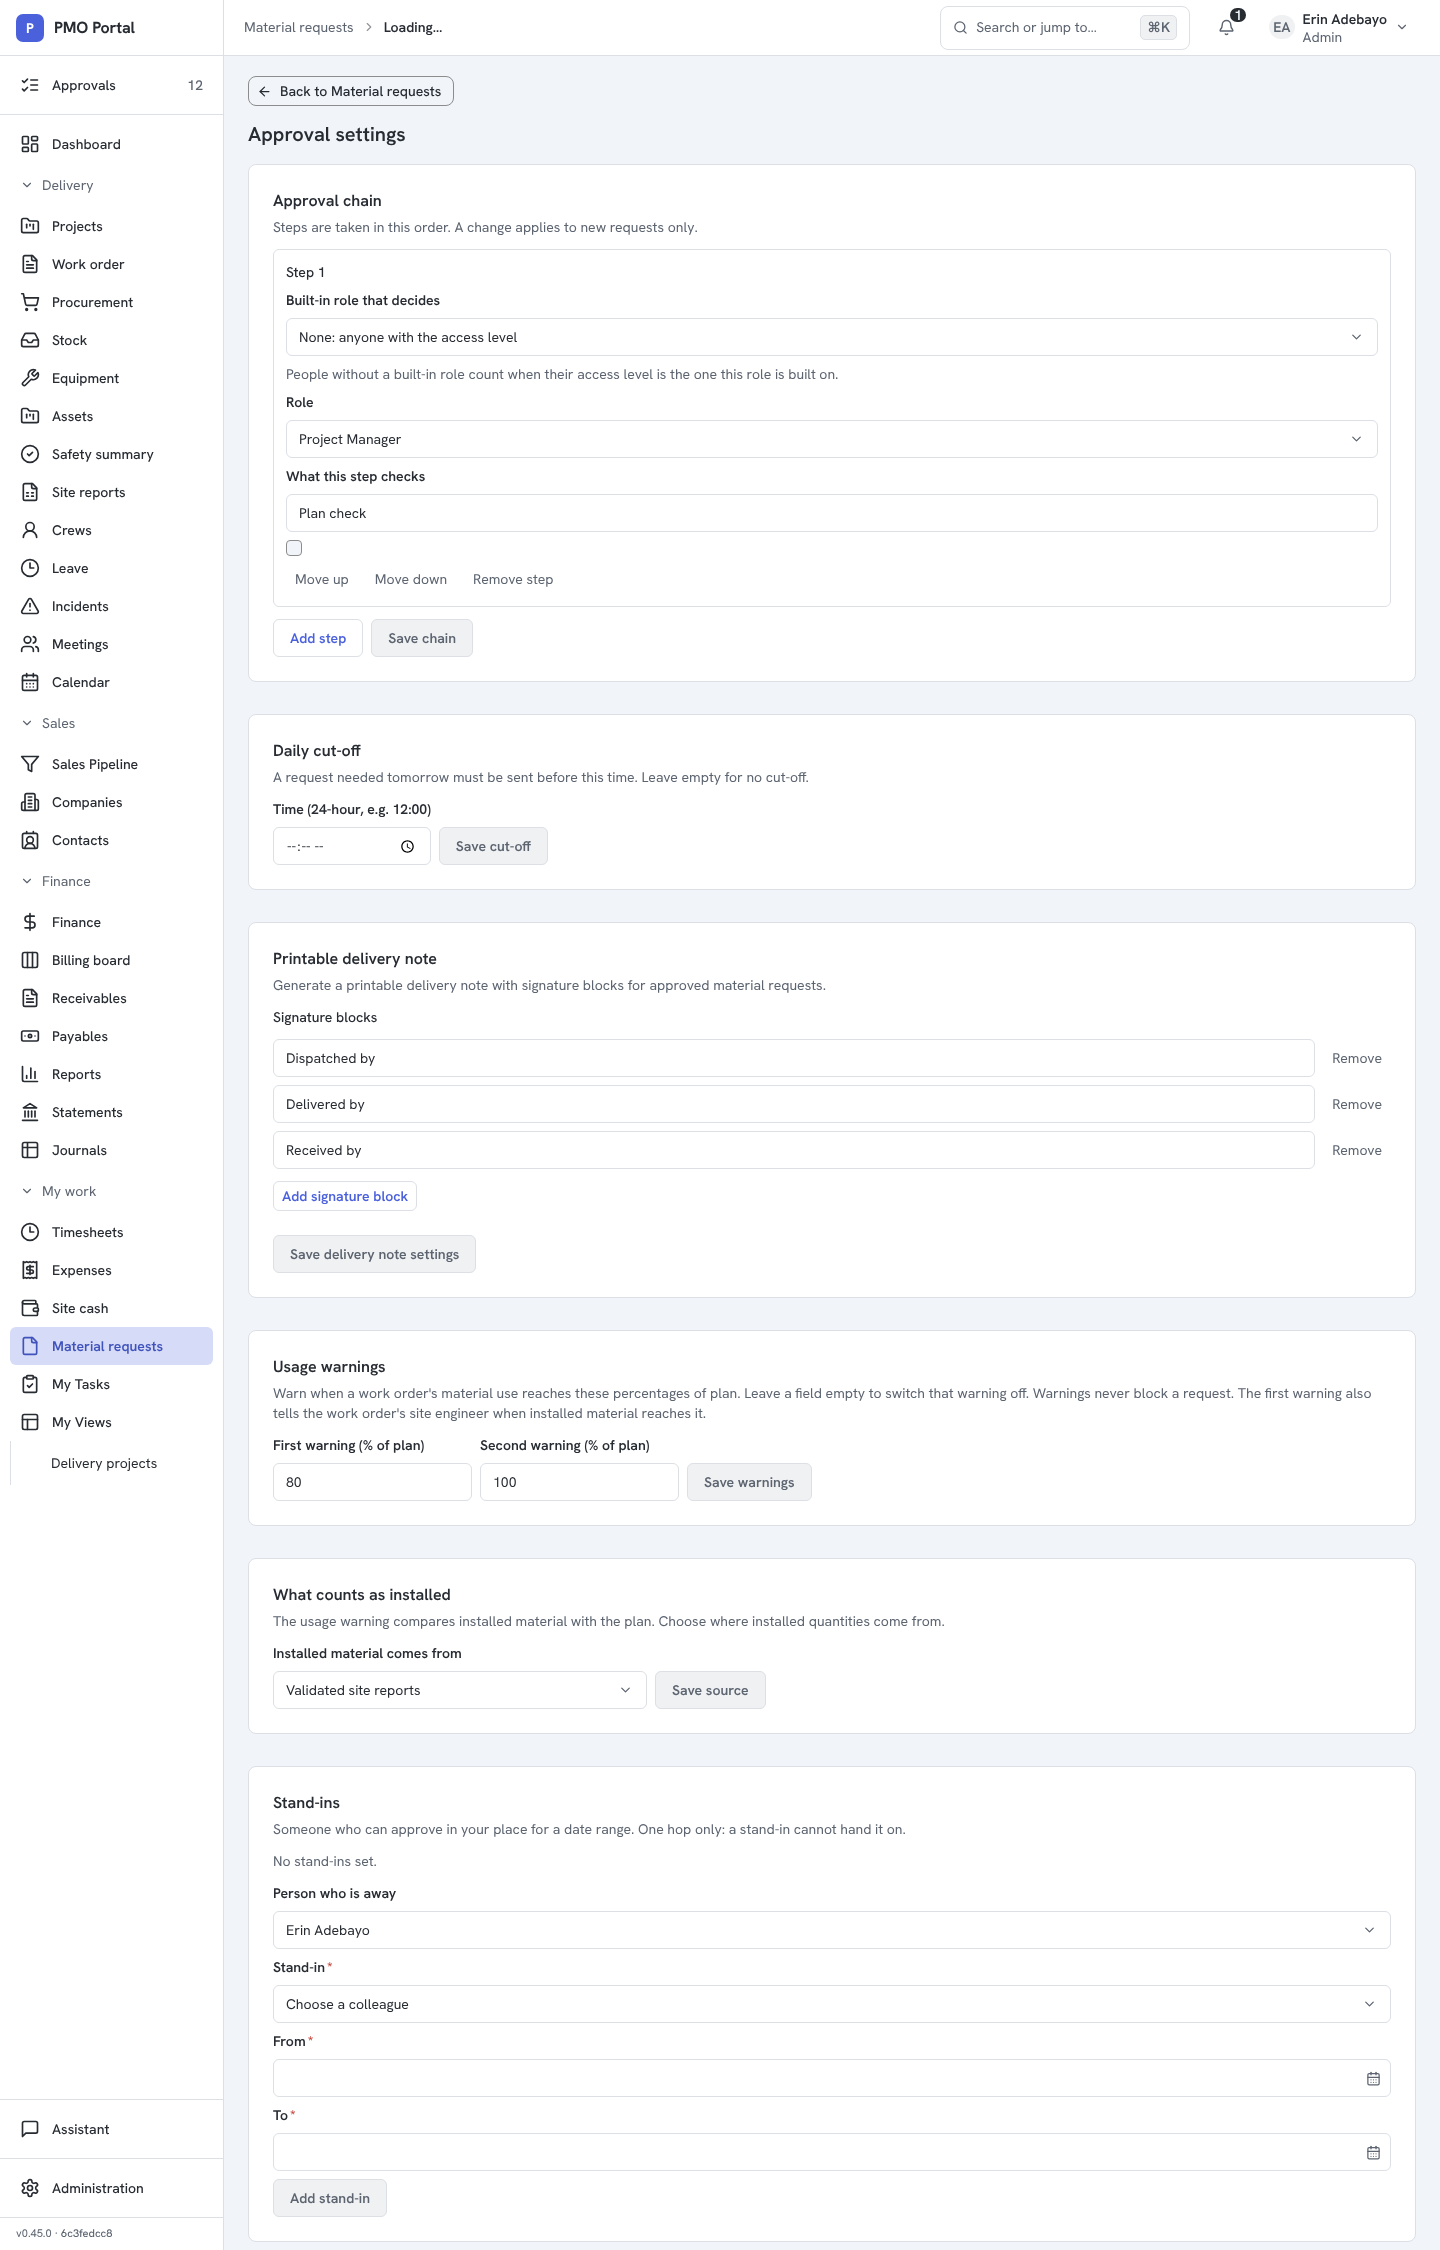 P
PMO Portal
Material requests
Loading...
Search or jump to...
⌘K
1
EA
Erin Adebayo
Admin
Approvals
12
Dashboard
Delivery
Projects
Work order
Procurement
Stock
Equipment
Assets
Safety summary
Site reports
Crews
Leave
Incidents
Meetings
Calendar
Sales
Sales Pipeline
Companies
Contacts
Finance
Finance
Billing board
Receivables
Payables
Reports
Statements
Journals
My work
Timesheets
Expenses
Site cash
Material requests
My Tasks
My Views
Delivery projects
Assistant
Administration
v0.45.0 · 6c3fedcc8
Back to Material requests
Approval settings
Approval chain
Steps are taken in this order. A change applies to new requests only.
Step 1
Built-in role that decides
None: anyone with the access level
People without a built-in role count when their access level is the one this role is built on.
Role
Project Manager
What this step checks
Plan check
Move up
Move down
Remove step
Add step
Save chain
Daily cut-off
A request needed tomorrow must be sent before this time. Leave empty for no cut-off.
Time (24-hour, e.g. 12:00)
--:-- --
Save cut-off
Printable delivery note
Generate a printable delivery note with signature blocks for approved material requests.
Signature blocks
Dispatched by
Remove
Delivered by
Remove
Received by
Remove
Add signature block
Save delivery note settings
Usage warnings
Warn when a work order's material use reaches these percentages of plan. Leave a field empty to switch that warning off. Warnings never block a request. The first warning also
tells the work order's site engineer when installed material reaches it.
First warning (% of plan)
Second warning (% of plan)
80
100
Save warnings
What counts as installed
The usage warning compares installed material with the plan. Choose where installed quantities come from.
Installed material comes from
Validated site reports
Save source
Stand-ins
Someone who can approve in your place for a date range. One hop only: a stand-in cannot hand it on.
No stand-ins set.
Person who is away
Erin Adebayo
Stand-in *
Choose a colleague
From *
To *
Add stand-in